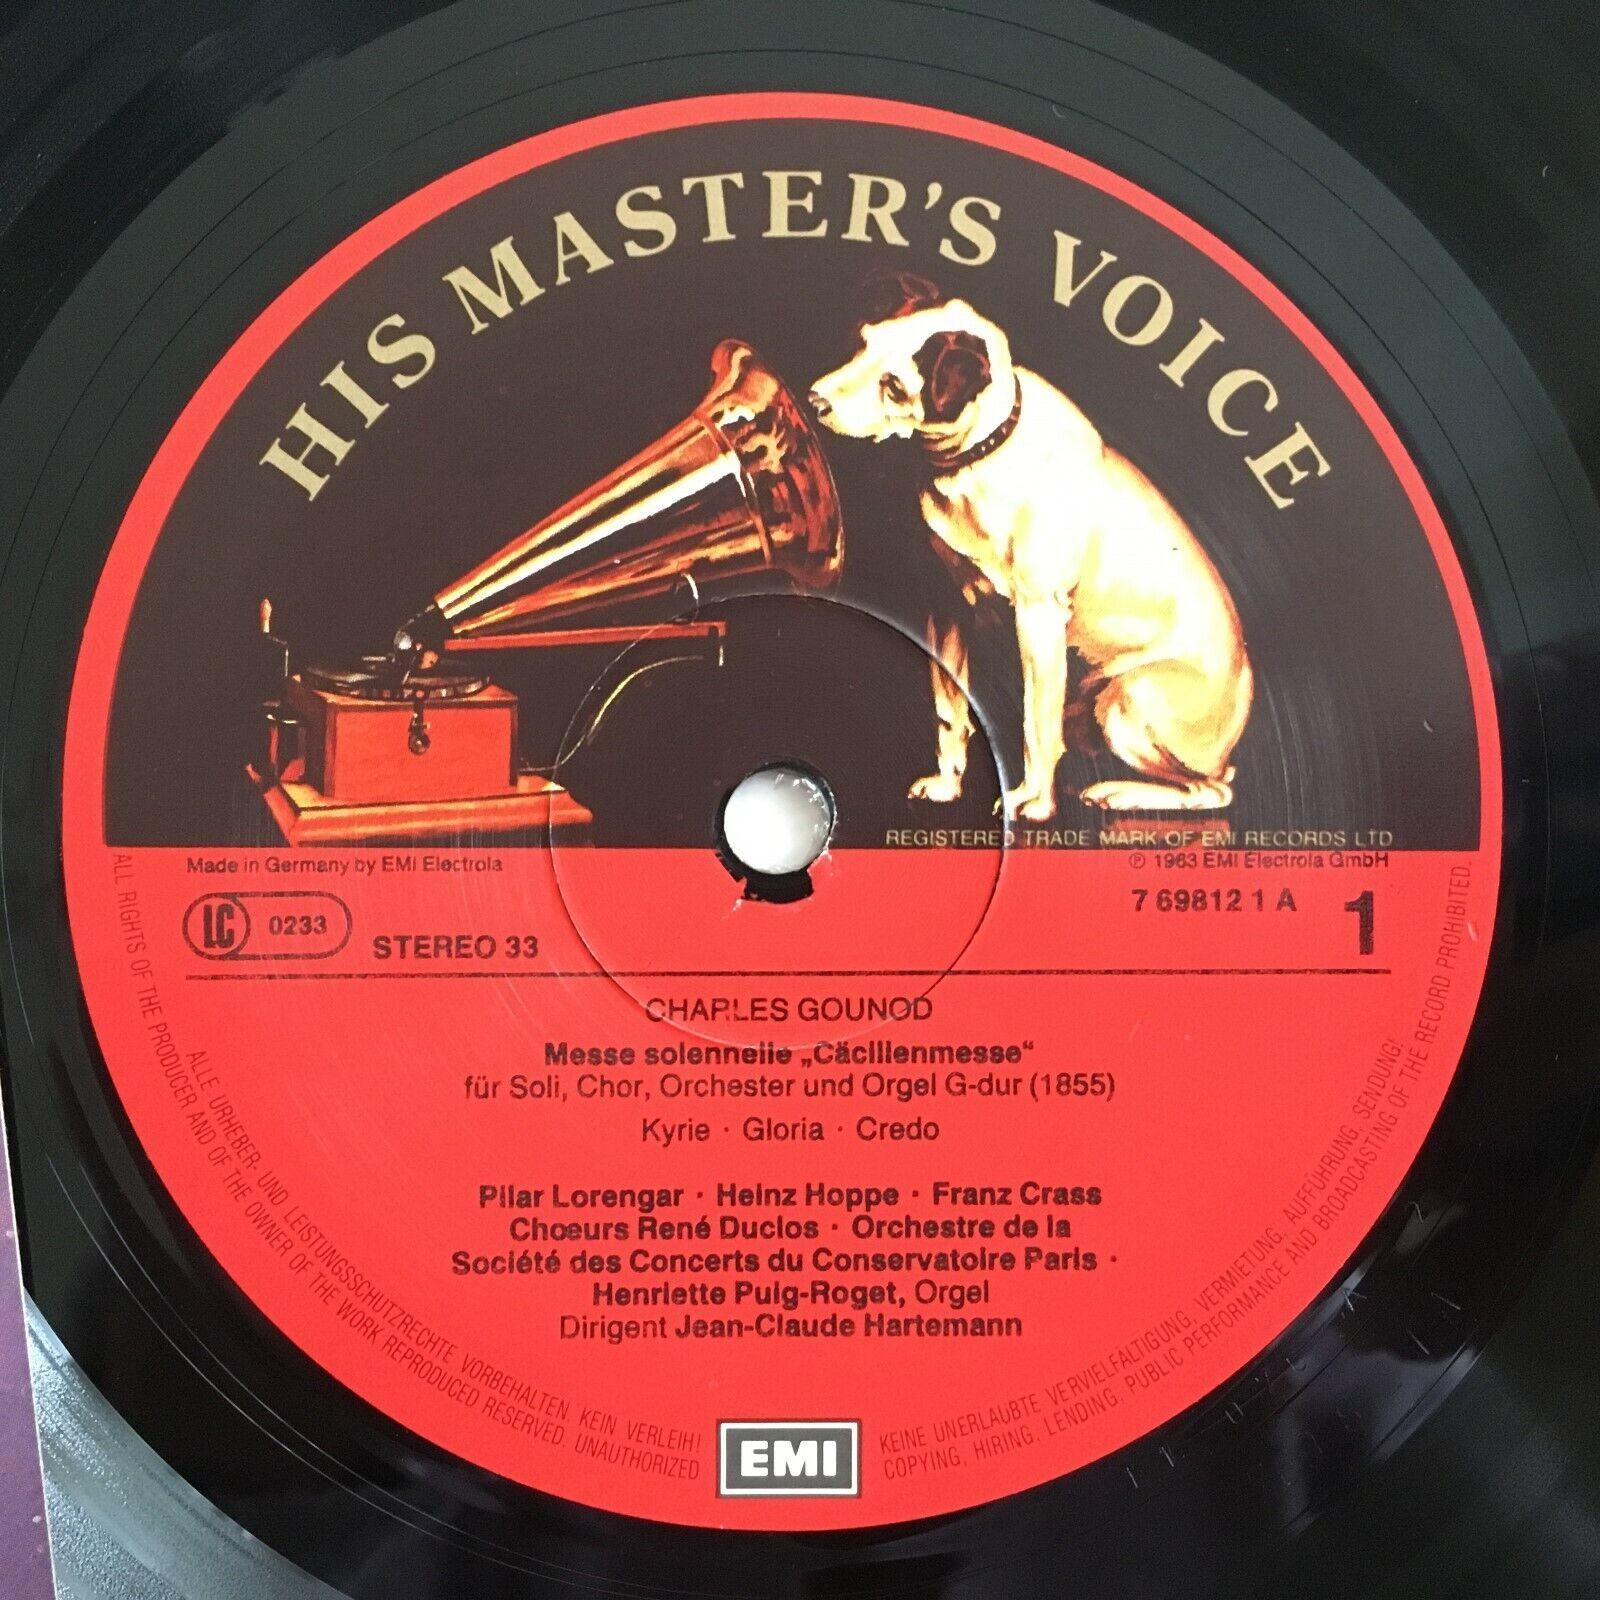 HIS MASTER'S VOICE
REGISTERED TRADE MARK OF EMI RECORDS LTD
Made in Germany by EMI Electrola
℗ 1963 EMI Electrola GmbH
LC 0233
STEREO 33
7 69812 1 A
1
CHARLES GOUNOD
Messe solennelle „Cäcilienmesse“
für Soli, Chor, Orchester und Orgel G-dur (1855)
Kyrie · Gloria · Credo
Pilar Lorengar · Heinz Hoppe · Franz Crass
Chœurs René Duclos · Orchestre de la
Société des Concerts du Conservatoire Paris ·
Henriette Puig-Roget, Orgel
Dirigent Jean-Claude Hartemann
ALLE URHEBER- UND LEISTUNGSSCHUTZRECHTE VORBEHALTEN. KEIN VERLEIH! KEINE UNERLAUBTE VERVIELFÄLTIGUNG, VERMIETUNG, AUFFÜHRUNG, SENDUNG!
ALL RIGHTS OF THE PRODUCER AND OF THE OWNER OF THE WORK REPRODUCED RESERVED. UNAUTHORIZED COPYING, HIRING, LENDING, PUBLIC PERFORMANCE AND BROADCASTING OF THE RECORD PROHIBITED.
EMI